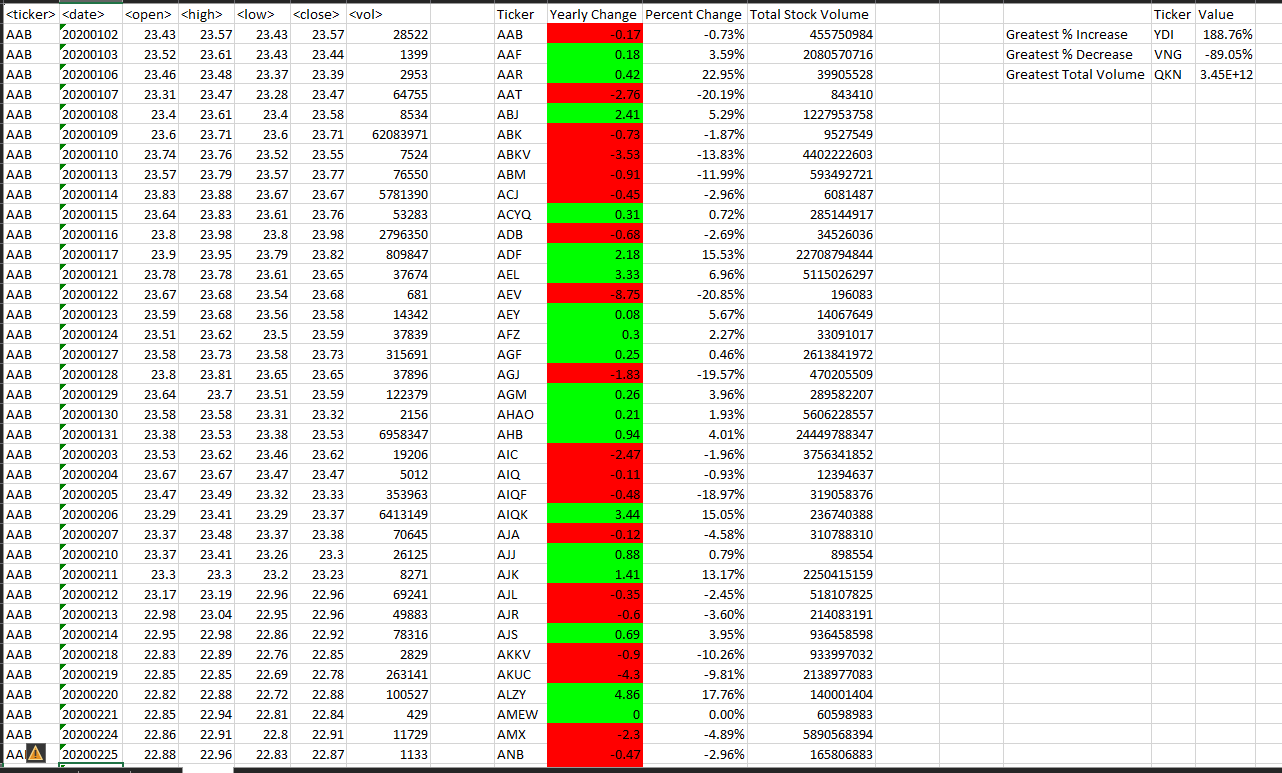 <ticker> <date> <open> <high> <low> <close> <vol> Ticker Yearly Change Percent Change Total Stock Volume Ticker Value
AAB 20200102 23.43 23.57 23.43 23.57 28522 AAB -0.17 -0.73% 455750984 Greatest % Increase YDI 188.76%
AAB 20200103 23.52 23.61 23.43 23.44 1399 AAF 0.18 3.59% 2080570716 Greatest % Decrease VNG -89.05%
AAB 20200106 23.46 23.48 23.37 23.39 2953 AAR 0.42 22.95% 39905528 Greatest Total Volume QKN 3.45E+12
AAB 20200107 23.31 23.47 23.28 23.47 64755 AAT -2.76 -20.19% 843410
AAB 20200108 23.4 23.61 23.4 23.58 8534 ABJ 2.41 5.29% 1227953758
AAB 20200109 23.6 23.71 23.6 23.71 62083971 ABK -0.73 -1.87% 9527549
AAB 20200110 23.74 23.76 23.52 23.55 7524 ABKV -3.53 -13.83% 4402222603
AAB 20200113 23.57 23.79 23.57 23.77 76550 ABM -0.91 -11.99% 593492721
AAB 20200114 23.83 23.88 23.67 23.67 5781390 ACJ -0.45 -2.96% 6081487
AAB 20200115 23.64 23.83 23.61 23.76 53283 ACYQ 0.31 0.72% 285144917
AAB 20200116 23.8 23.98 23.8 23.98 2796350 ADB -0.68 -2.69% 34526036
AAB 20200117 23.9 23.95 23.79 23.82 809847 ADF 2.18 15.53% 22708794844
AAB 20200121 23.78 23.78 23.61 23.65 37674 AEL 3.33 6.96% 5115026297
AAB 20200122 23.67 23.68 23.54 23.68 681 AEV -8.75 -20.85% 196083
AAB 20200123 23.59 23.68 23.56 23.58 14342 AEY 0.08 5.67% 14067649
AAB 20200124 23.51 23.62 23.5 23.59 37839 AFZ 0.3 2.27% 33091017
AAB 20200127 23.58 23.73 23.58 23.73 315691 AGF 0.25 0.46% 2613841972
AAB 20200128 23.8 23.81 23.65 23.65 37896 AGJ -1.83 -19.57% 470205509
AAB 20200129 23.64 23.7 23.51 23.59 122379 AGM 0.26 3.96% 289582207
AAB 20200130 23.58 23.58 23.31 23.32 2156 AHAO 0.21 1.93% 5606228557
AAB 20200131 23.38 23.53 23.38 23.53 6958347 AHB 0.94 4.01% 24449788347
AAB 20200203 23.53 23.62 23.46 23.62 19206 AIC -2.47 -1.96% 3756341852
AAB 20200204 23.67 23.67 23.47 23.47 5012 AIQ -0.11 -0.93% 12394637
AAB 20200205 23.47 23.49 23.32 23.33 353963 AIQF -0.48 -18.97% 319058376
AAB 20200206 23.29 23.41 23.29 23.37 6413149 AIQK 3.44 15.05% 236740388
AAB 20200207 23.37 23.48 23.37 23.38 70645 AJA -0.12 -4.58% 310788310
AAB 20200210 23.37 23.41 23.26 23.3 26125 AJJ 0.88 0.79% 898554
AAB 20200211 23.3 23.3 23.2 23.23 8271 AJK 1.41 13.17% 2250415159
AAB 20200212 23.17 23.19 22.96 22.96 69241 AJL -0.35 -2.45% 518107825
AAB 20200213 22.98 23.04 22.95 22.96 49883 AJR -0.6 -3.60% 214083191
AAB 20200214 22.95 22.98 22.86 22.92 78316 AJS 0.69 3.95% 936458598
AAB 20200218 22.83 22.89 22.76 22.85 2829 AKKV -0.9 -10.26% 933997032
AAB 20200219 22.85 22.85 22.69 22.78 263141 AKUC -4.3 -9.81% 2138977083
AAB 20200220 22.82 22.88 22.72 22.88 100527 ALZY 4.86 17.76% 140001404
AAB 20200221 22.85 22.94 22.81 22.84 429 AMEW 0 0.00% 60598983
AAB 20200224 22.86 22.91 22.8 22.91 11729 AMX -2.3 -4.89% 5890568394
AA 20200225 22.88 22.96 22.83 22.87 1133 ANB -0.47 -2.96% 165806883